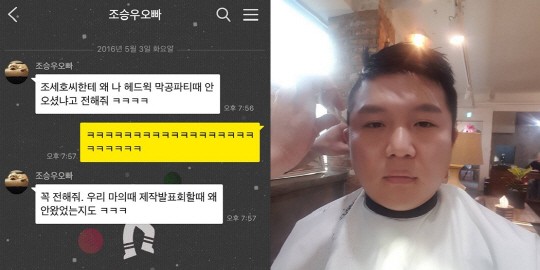 조승우오빠
2016년 5월 3일 화요일
조승우오빠
조세호씨한테 왜 나 헤드윅 막공파티때 안
오셨냐고 전해줘 ㅋㅋㅋㅋ
오후 7:56
ㅋㅋㅋㅋㅋㅋㅋㅋㅋㅋㅋㅋㅋㅋㅋㅋㅋㅋ
ㅋㅋㅋㅋㅋㅋ
오후 7:57
조승우오빠
꼭 전해줘. 우리 마의때 제작발표회할때 왜
안왔었는지도 ㅋㅋㅋ
오후 7:57